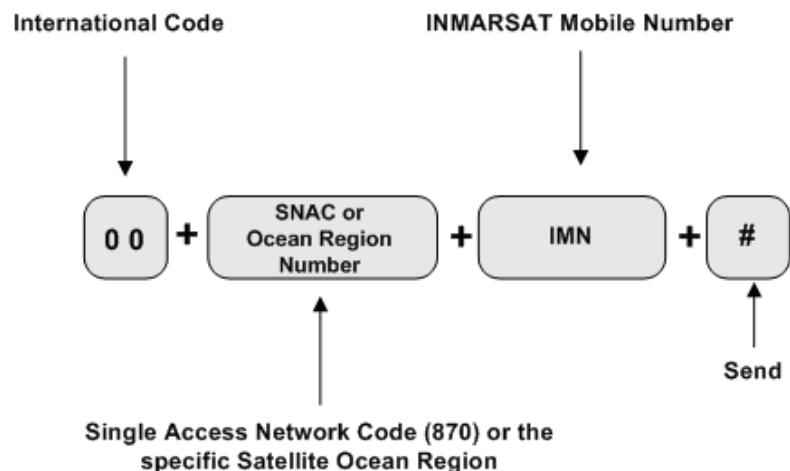 International Code
INMARSAT Mobile Number
0 0
+
SNAC or
Ocean Region
Number
+
IMN
+
#
Send
Single Access Network Code (870) or the
specific Satellite Ocean Region